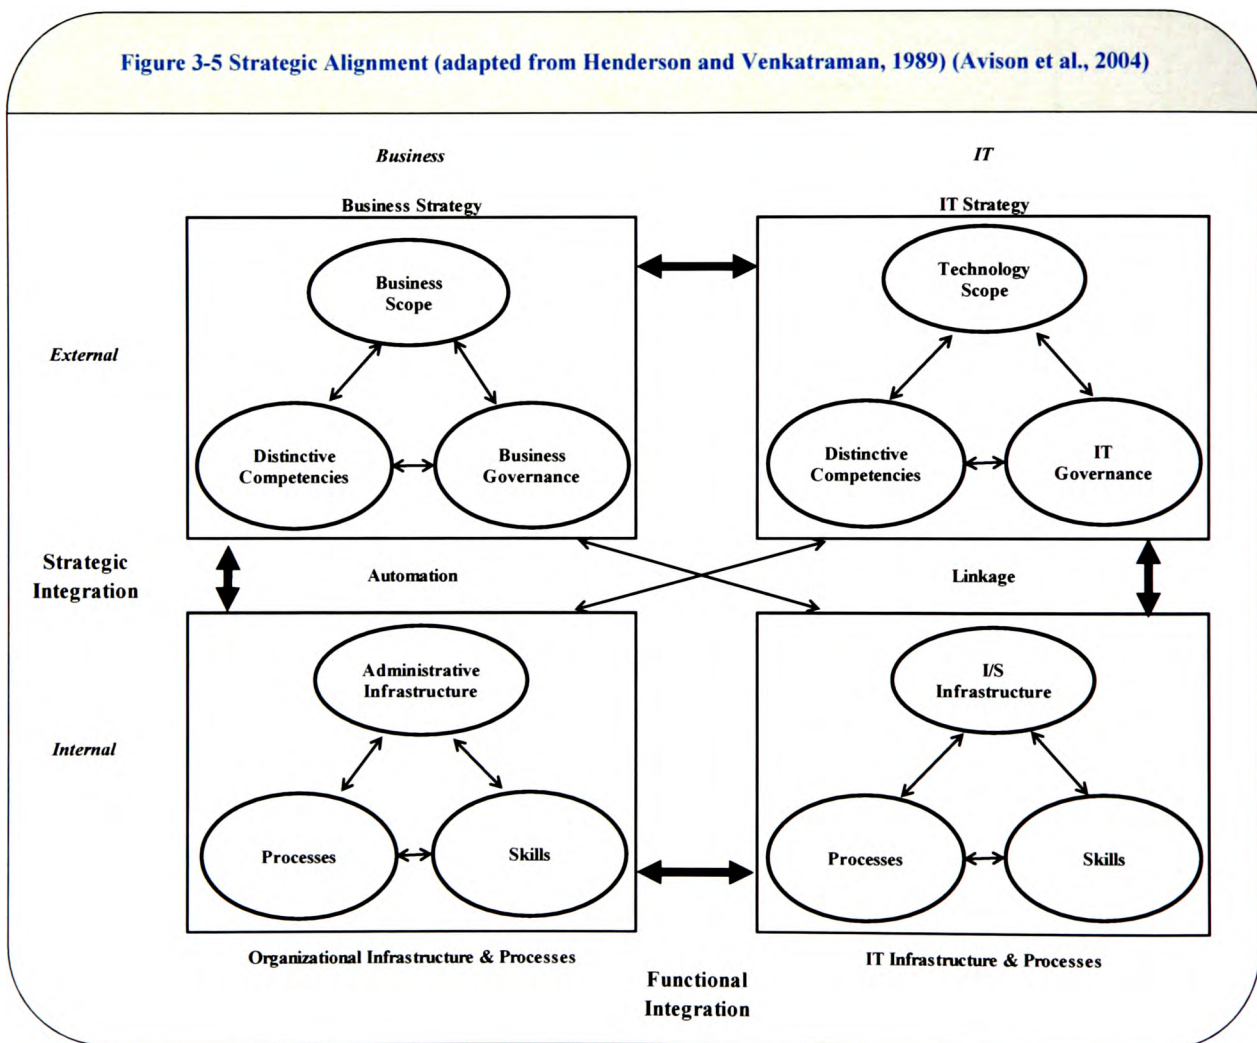 Figure 3-5 Strategic Alignment (adapted from Henderson and Venkatraman, 1989) (Avison et al., 2004)
Business
IT
Business Strategy
IT Strategy
Business
Scope
Technology
Scope
External
Distinctive
Competencies
Business
Governance
Distinctive
Competencies
IT
Governance
Strategic
Integration
Automation
Linkage
Administrative
Infrastructure
I/S
Infrastructure
Internal
Processes
Skills
Processes
Skills
Organizational Infrastructure & Processes
IT Infrastructure & Processes
Functional
Integration